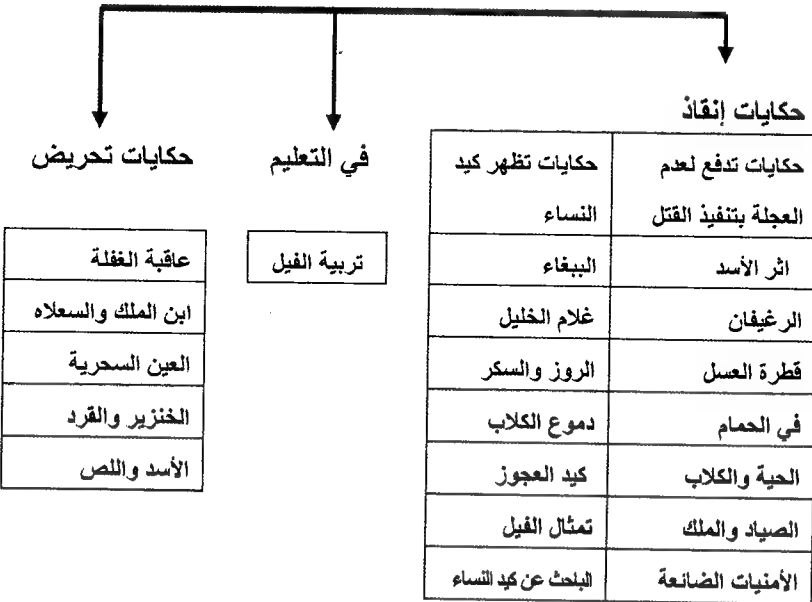 حكايات إنقاذ
حكايات تدفع لعدم العجلة بتنفيذ القتل
حكايات تظهر كيد النساء
اثر الأسد
الببغاء
الرغيفان
غلام الخليل
قطرة العسل
الروز والسكر
في الحمام
دموع الكلاب
الحية والكلاب
كيد العجوز
الصياد والملك
تمثال الفيل
الأمنيات الضائعة
الباحث عن كيد النساء
في التعليم
تربية الفيل
حكايات تحريض
عاقبة الغفلة
ابن الملك والسعلاه
العين السحرية
الخنزير والقرد
الأسد واللص